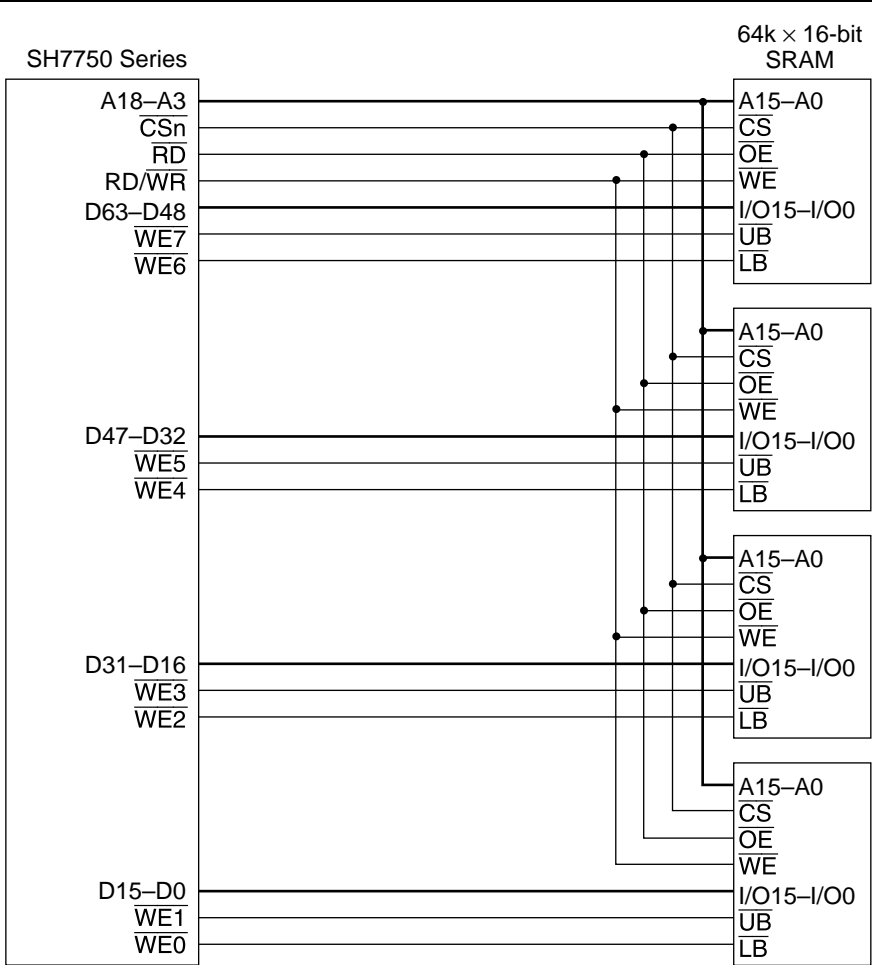 SH7750 Series
A18–A3
CSn
RD
RD/WR
D63–D48
WE7
WE6
D47–D32
WE5
WE4
D31–D16
WE3
WE2
D15–D0
WE1
WE0
64k × 16-bit
SRAM
A15–A0
CS
OE
WE
I/O15–I/O0
UB
LB
A15–A0
CS
OE
WE
I/O15–I/O0
UB
LB
A15–A0
CS
OE
WE
I/O15–I/O0
UB
LB
A15–A0
CS
OE
WE
I/O15–I/O0
UB
LB